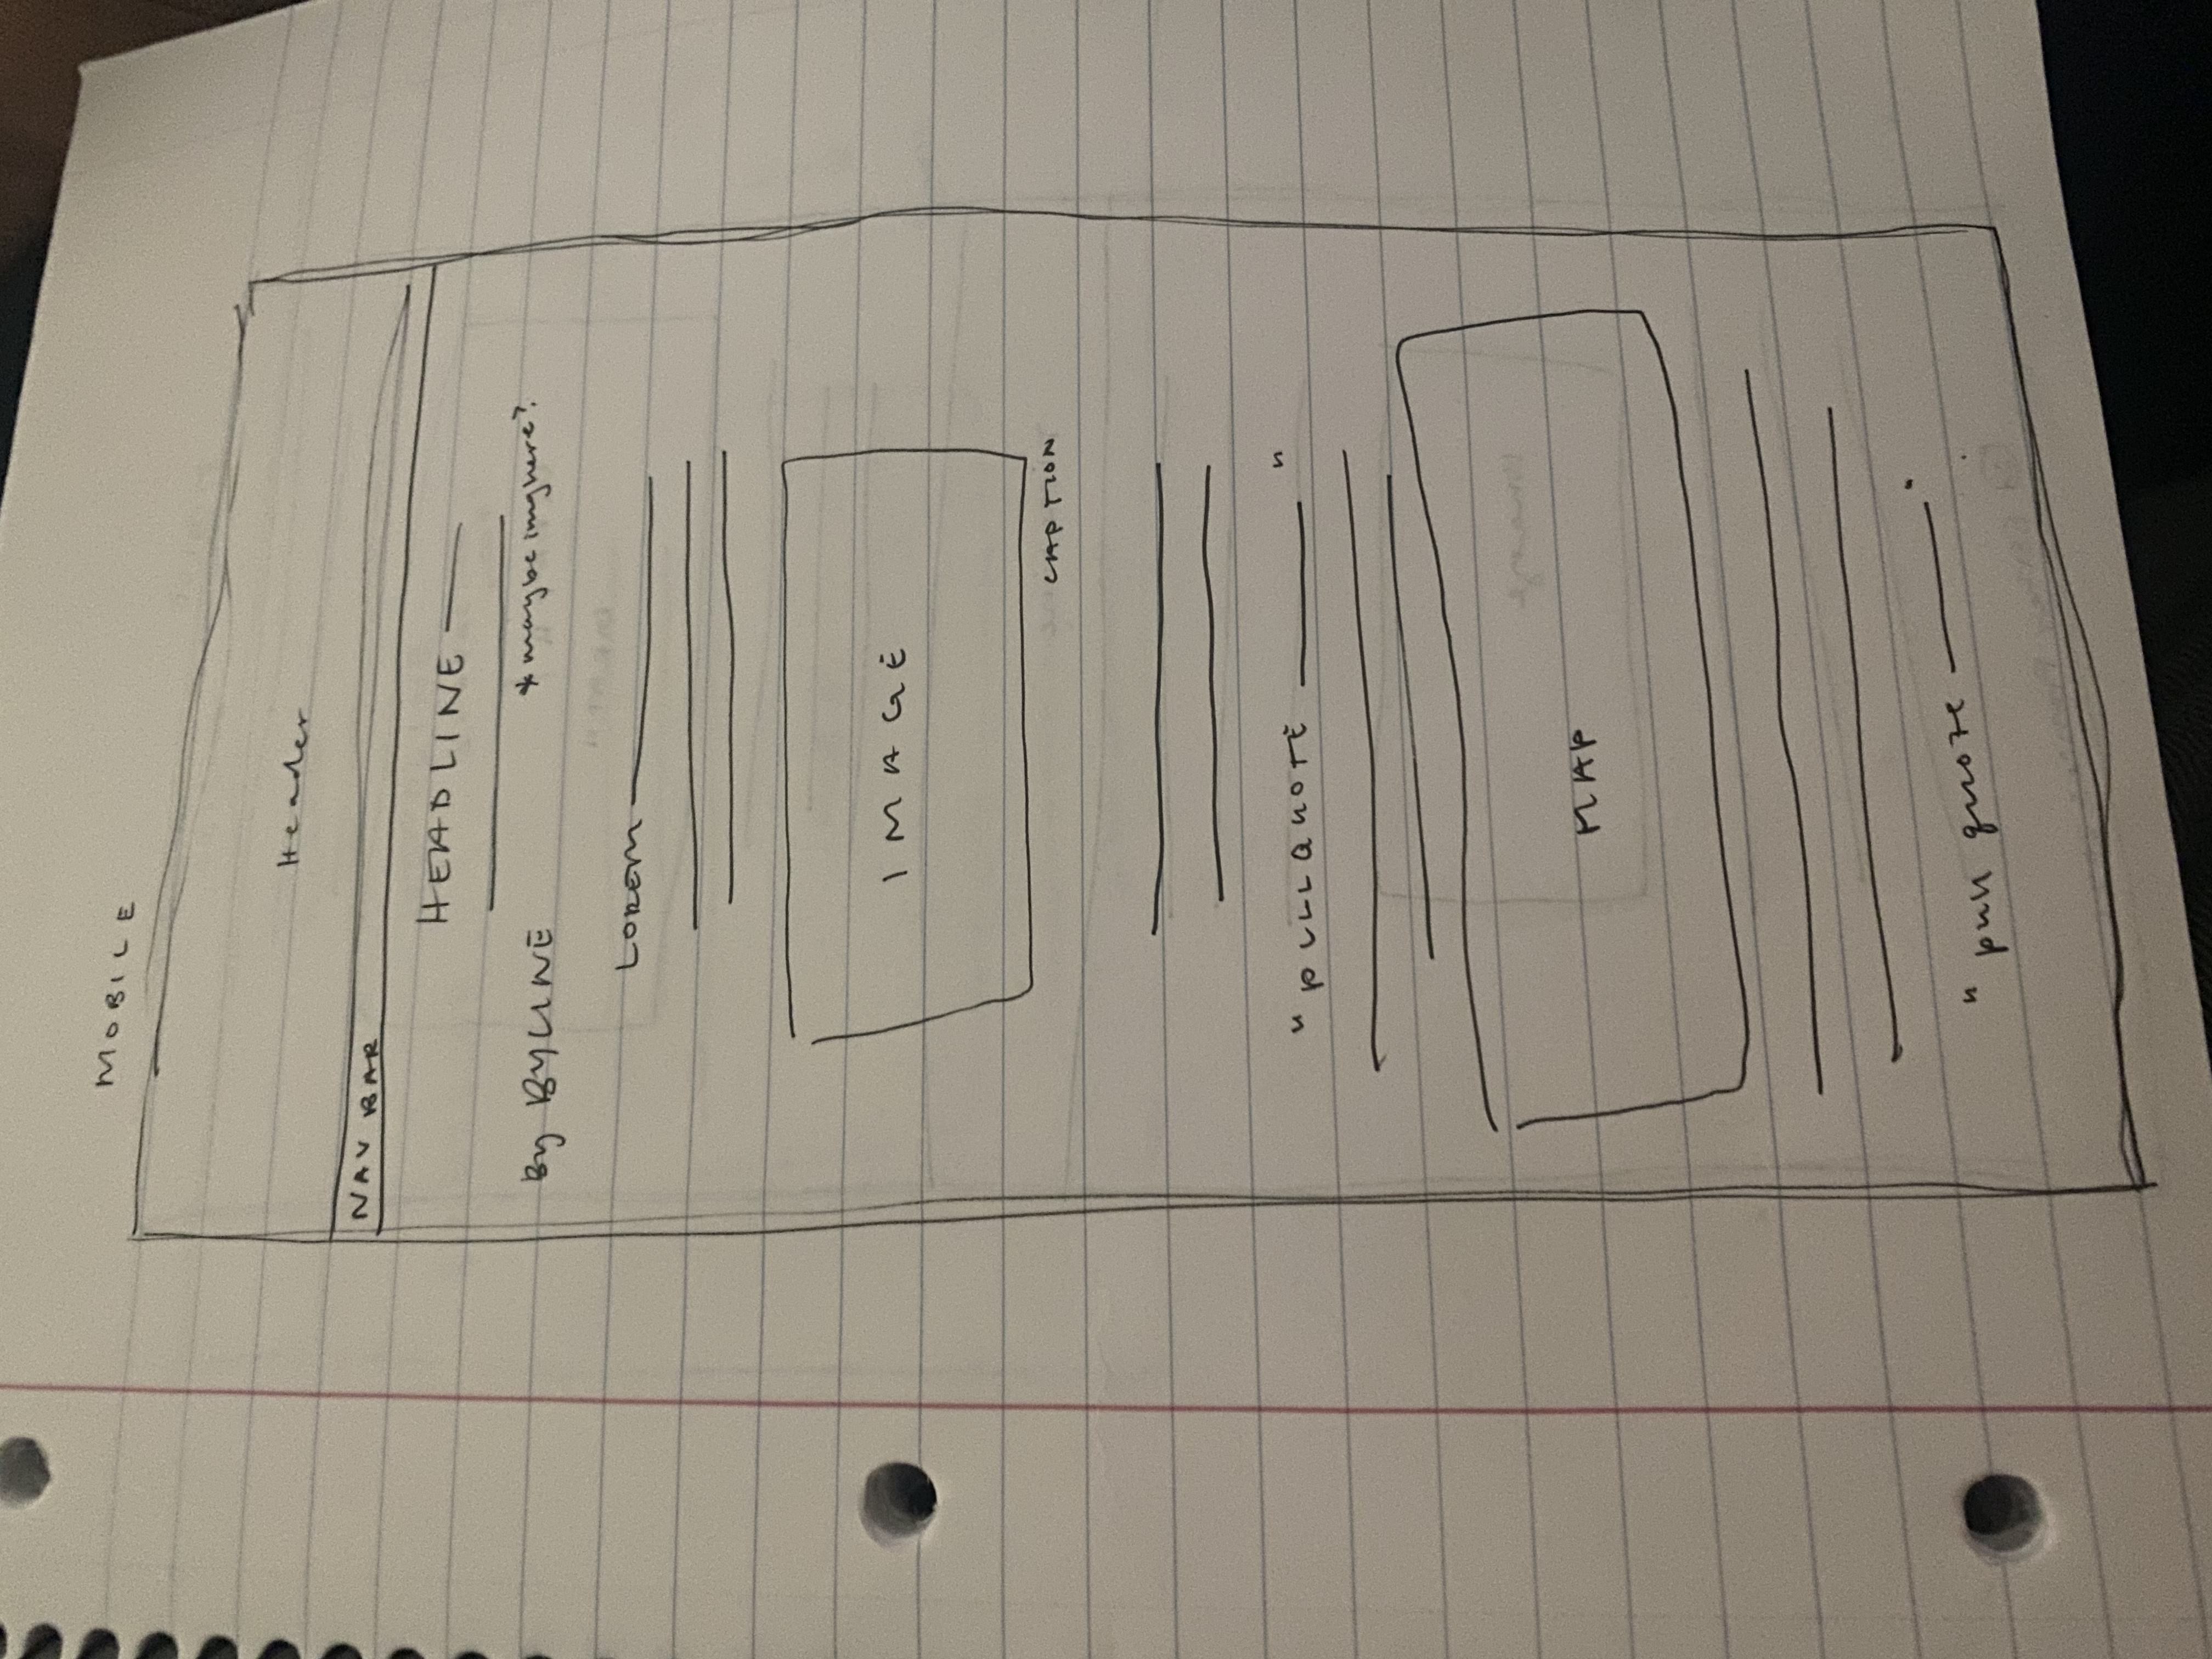 MOBILE
Header
NAV BAR
HEADLINE
*maybe img here?
By BYLINE
LOREM
IMAGE
CAPTION
"PULLQUOTE "
MAP
"pull quote "